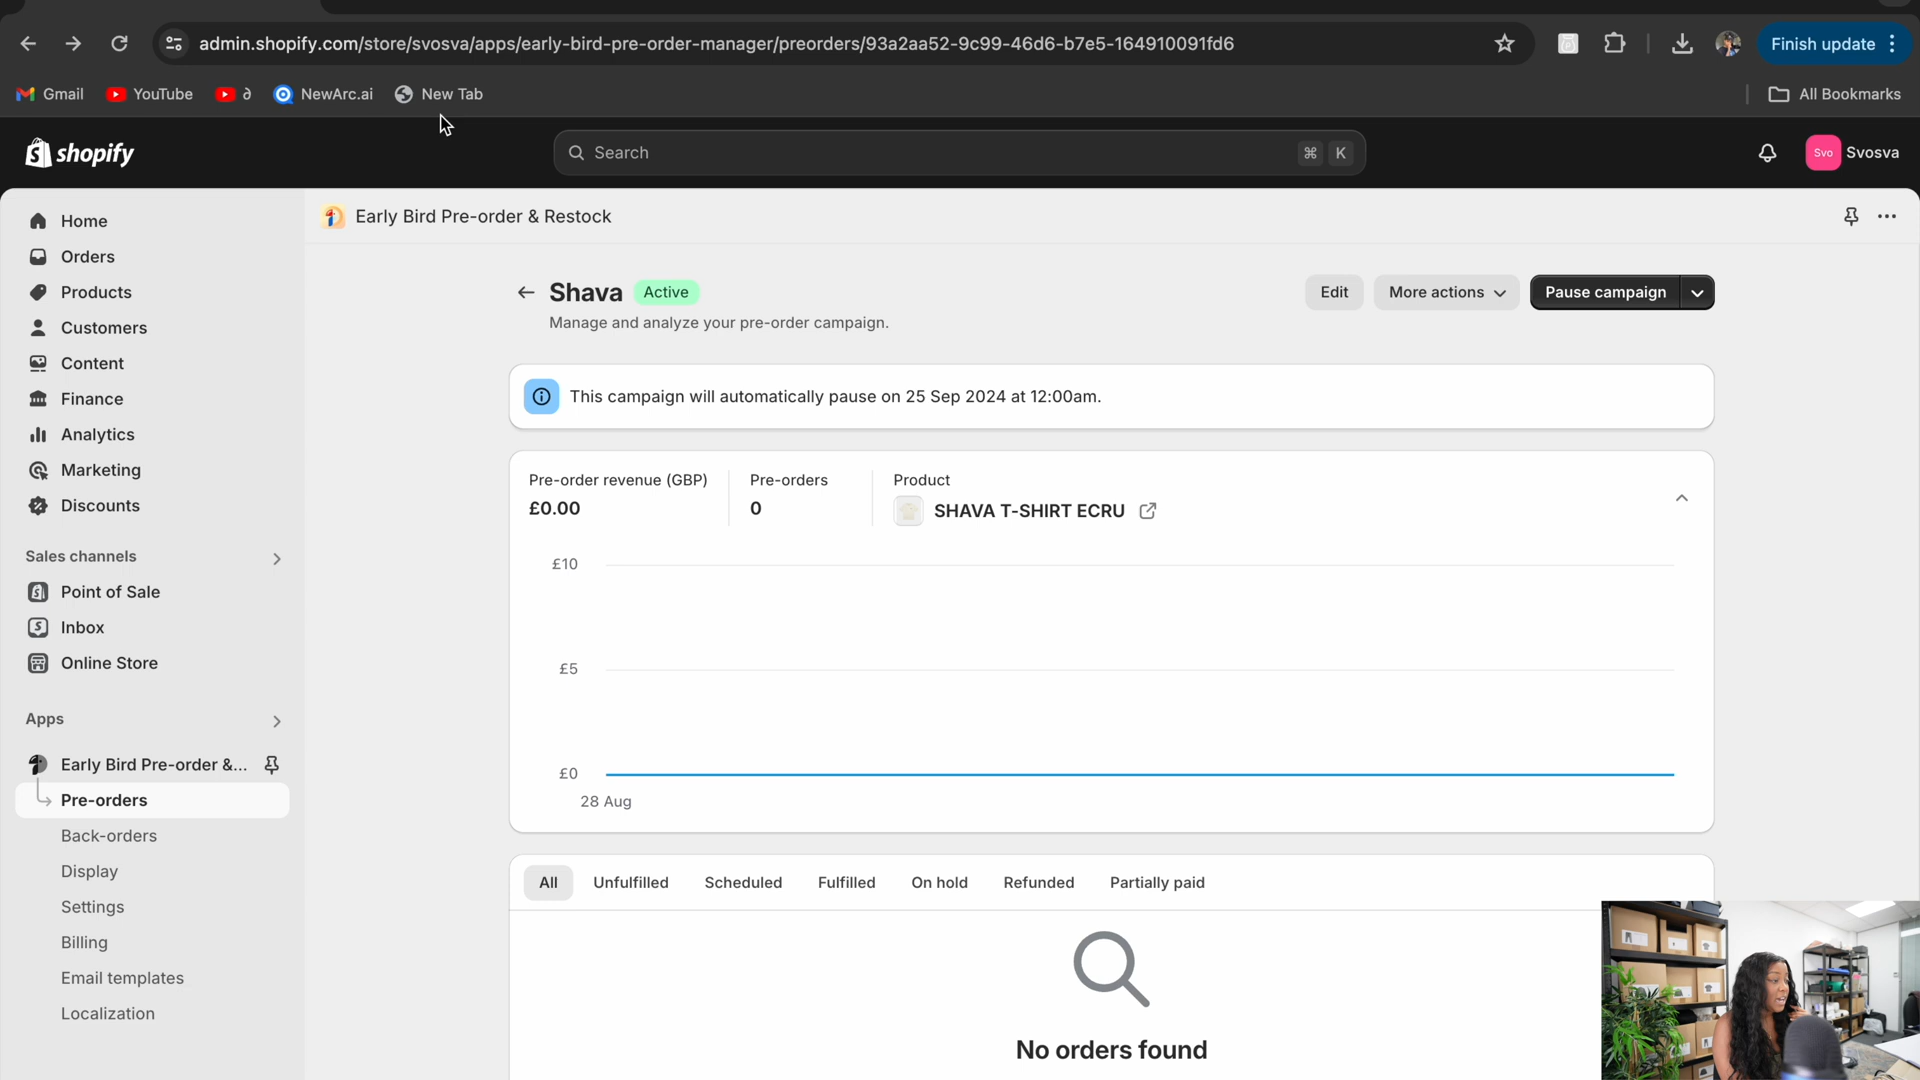 admin.shopify.com/store/svosva/apps/early-bird-pre-order-manager/preorders/93a2aa52-9c99-46d6-b7e5-164910091fd6
Finish update
Gmail
YouTube
∂
NewArc.ai
New Tab
All Bookmarks
shopify
Search
⌘ K
Svo
Svosva
Home
Orders
Products
Customers
Content
Finance
Analytics
Marketing
Discounts
Sales channels
Point of Sale
Inbox
Online Store
Apps
Early Bird Pre-order &...
Pre-orders
Back-orders
Display
Settings
Billing
Email templates
Localization
Early Bird Pre-order & Restock
Shava
Active
Edit
More actions
Pause campaign
Manage and analyze your pre-order campaign.
This campaign will automatically pause on 25 Sep 2024 at 12:00am.
Pre-order revenue (GBP)
£0.00
Pre-orders
0
Product
SHAVA T-SHIRT ECRU
£10
£5
£0
28 Aug
All
Unfulfilled
Scheduled
Fulfilled
On hold
Refunded
Partially paid
No orders found